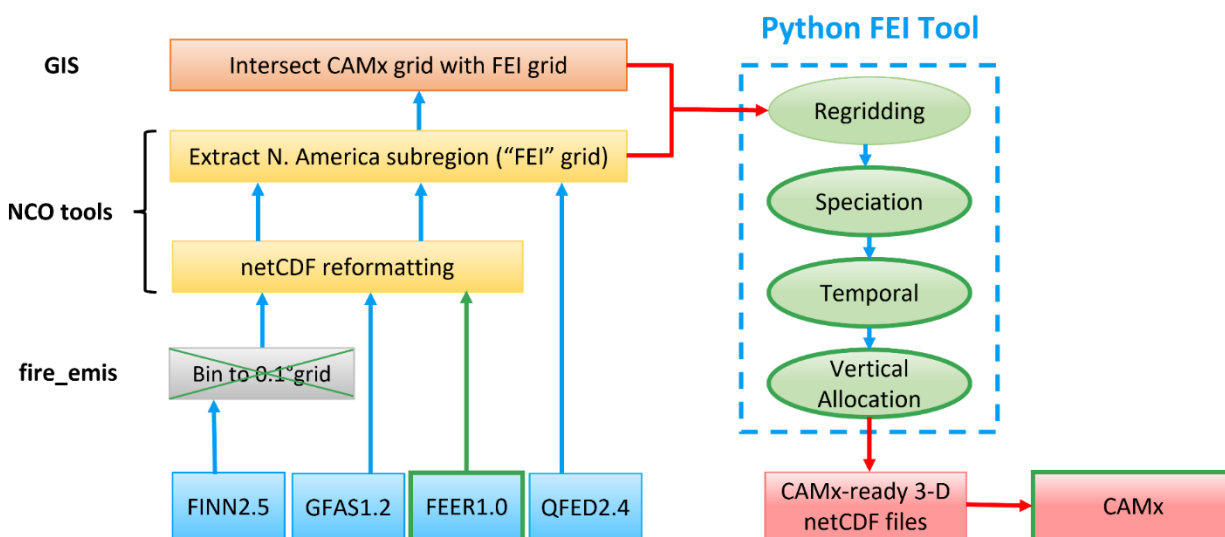 Python FEI Tool
GIS
Intersect CAMx grid with FEI grid
Regridding
Extract N. America subregion (“FEI” grid)
NCO tools
Speciation
netCDF reformatting
Temporal
fire_emis
Bin to 0.1°grid
Vertical
Allocation
FINN2.5
GFAS1.2
FEER1.0
QFED2.4
CAMx-ready 3-D
netCDF files
CAMx